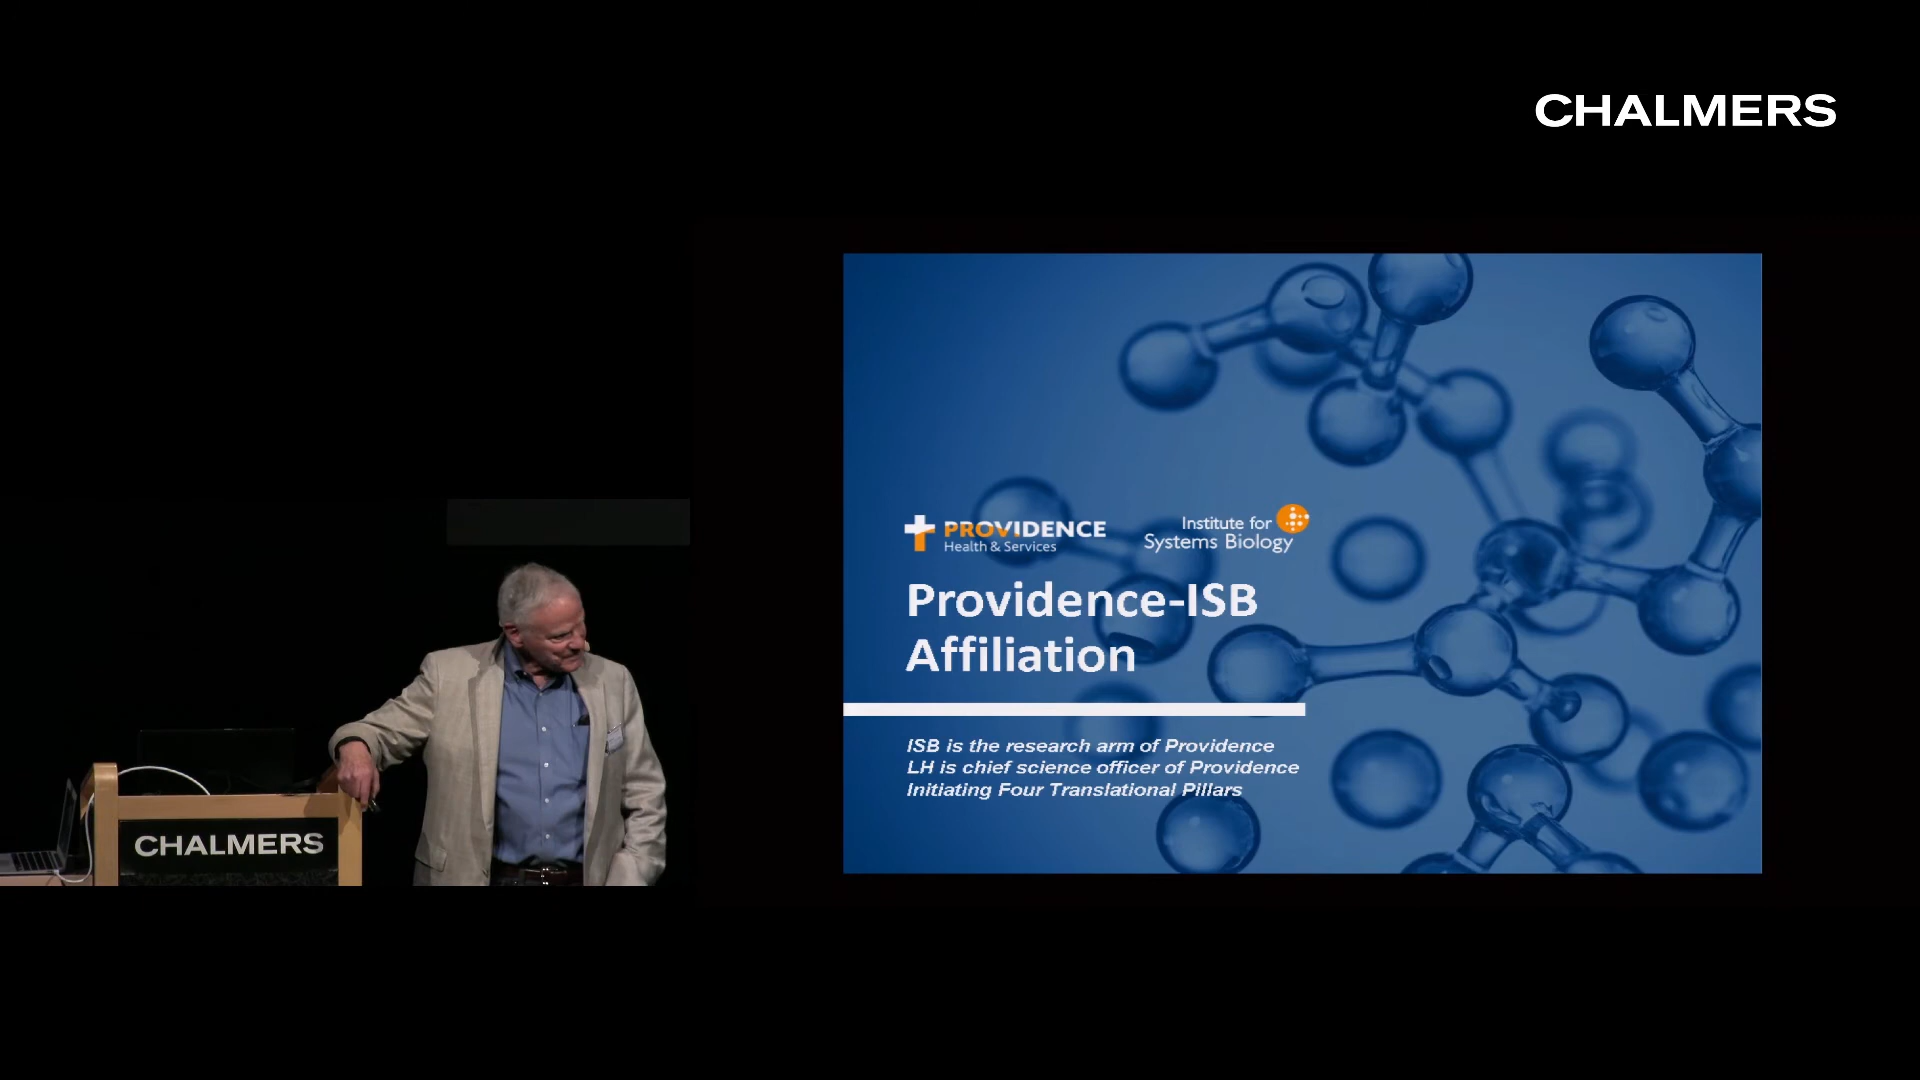 CHALMERS
PROVIDENCE
Health & Services
Institute for
Systems Biology
Providence-ISB
Affiliation
ISB is the research arm of Providence
LH is chief science officer of Providence
Initiating Four Translational Pillars
CHALMERS